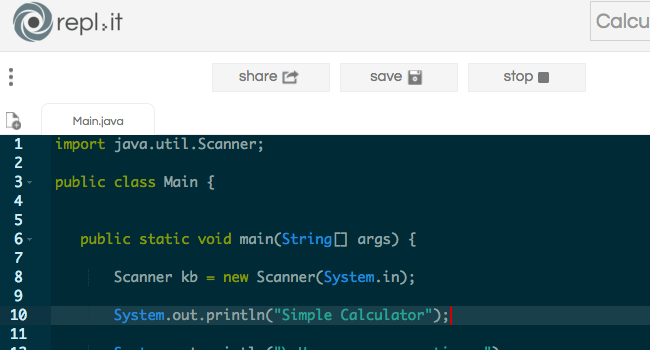 repl.it
Calcu
share save stop
Main.java
1 import java.util.Scanner;
2
3 public class Main {
4
5
6 public static void main(String[] args) {
7
8 Scanner kb = new Scanner(System.in);
9
10 System.out.println("Simple Calculator");
11